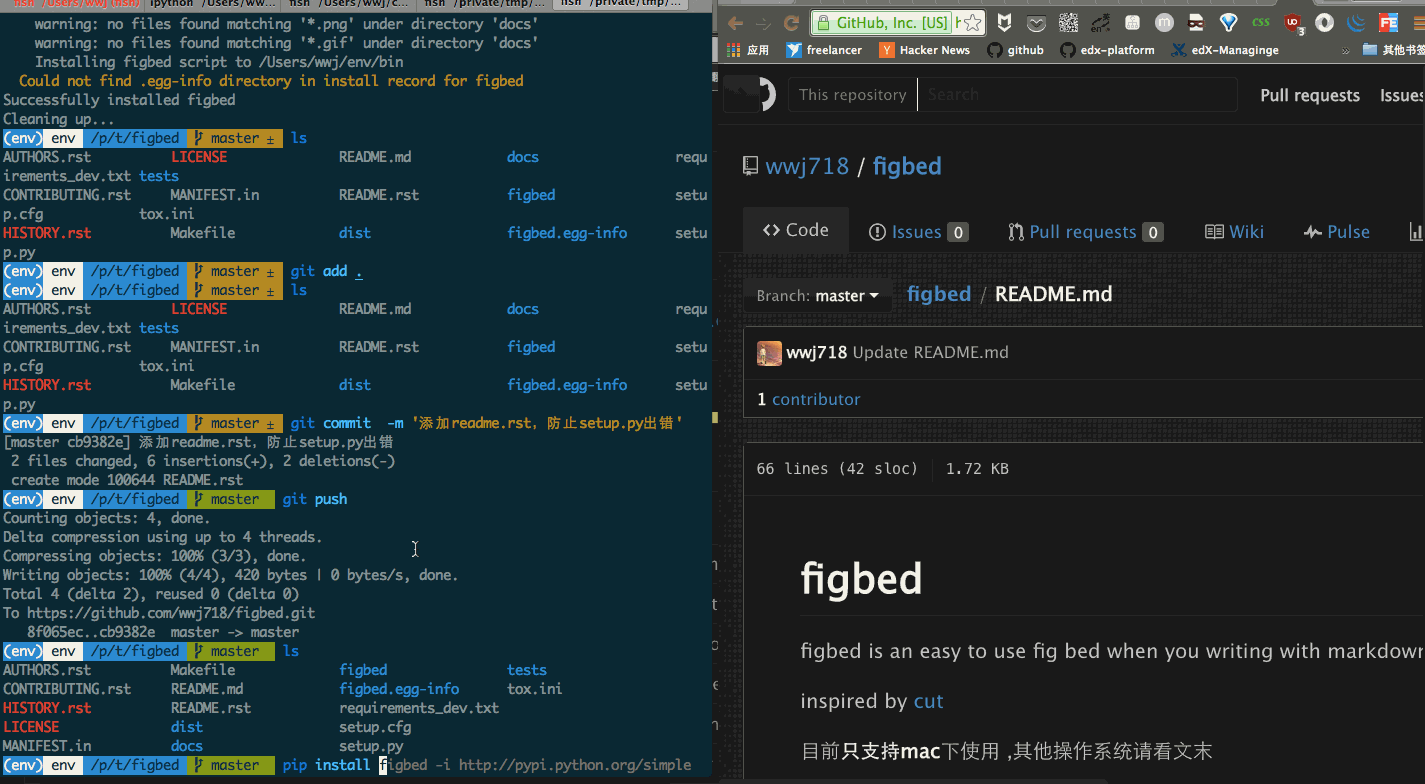 fish /Users/wwj (fish)
ipython /Users/ww...
fish /Users/wwj/c...
fish /private/tmp/...
fish /private/tmp/...
warning: no files found matching '*.png' under directory 'docs'
warning: no files found matching '*.gif' under directory 'docs'
Installing figbed script to /Users/wwj/env/bin
Could not find .egg-info directory in install record for figbed
Successfully installed figbed
Cleaning up...
(env) env /p/t/figbed master ± ls
AUTHORS.rst LICENSE README.md docs requ
irements_dev.txt tests
CONTRIBUTING.rst MANIFEST.in README.rst figbed setu
p.cfg tox.ini
HISTORY.rst Makefile dist figbed.egg-info setu
p.py
(env) env /p/t/figbed master ± git add .
(env) env /p/t/figbed master ± ls
AUTHORS.rst LICENSE README.md docs requ
irements_dev.txt tests
CONTRIBUTING.rst MANIFEST.in README.rst figbed setu
p.cfg tox.ini
HISTORY.rst Makefile dist figbed.egg-info setu
p.py
(env) env /p/t/figbed master ± git commit -m '添加readme.rst，防止setup.py出错'
[master cb9382e] 添加readme.rst，防止setup.py出错
2 files changed, 6 insertions(+), 2 deletions(-)
create mode 100644 README.rst
(env) env /p/t/figbed master git push
Counting objects: 4, done.
Delta compression using up to 4 threads.
Compressing objects: 100% (3/3), done.
Writing objects: 100% (4/4), 420 bytes | 0 bytes/s, done.
Total 4 (delta 2), reused 0 (delta 0)
To https://github.com/wwj718/figbed.git
8f065ec..cb9382e master -> master
(env) env /p/t/figbed master ls
AUTHORS.rst Makefile figbed tests
CONTRIBUTING.rst README.md figbed.egg-info tox.ini
HISTORY.rst README.rst requirements_dev.txt
LICENSE dist setup.cfg
MANIFEST.in docs setup.py
(env) env /p/t/figbed master pip install figbed -i http://pypi.python.org/simple
GitHub, Inc. [US] h
en
m
css
3
FE
应用 freelancer Hacker News github edx-platform edX-Managinge » 其他书签
This repository Search Pull requests Issues
wwj718 / figbed
Code Issues 0 Pull requests 0 Wiki Pulse
Branch: master figbed / README.md
wwj718 Update README.md
1 contributor
66 lines (42 sloc) 1.72 KB
figbed
figbed is an easy to use fig bed when you writing with markdown
inspired by cut
目前只支持mac下使用 ,其他操作系统请看文末